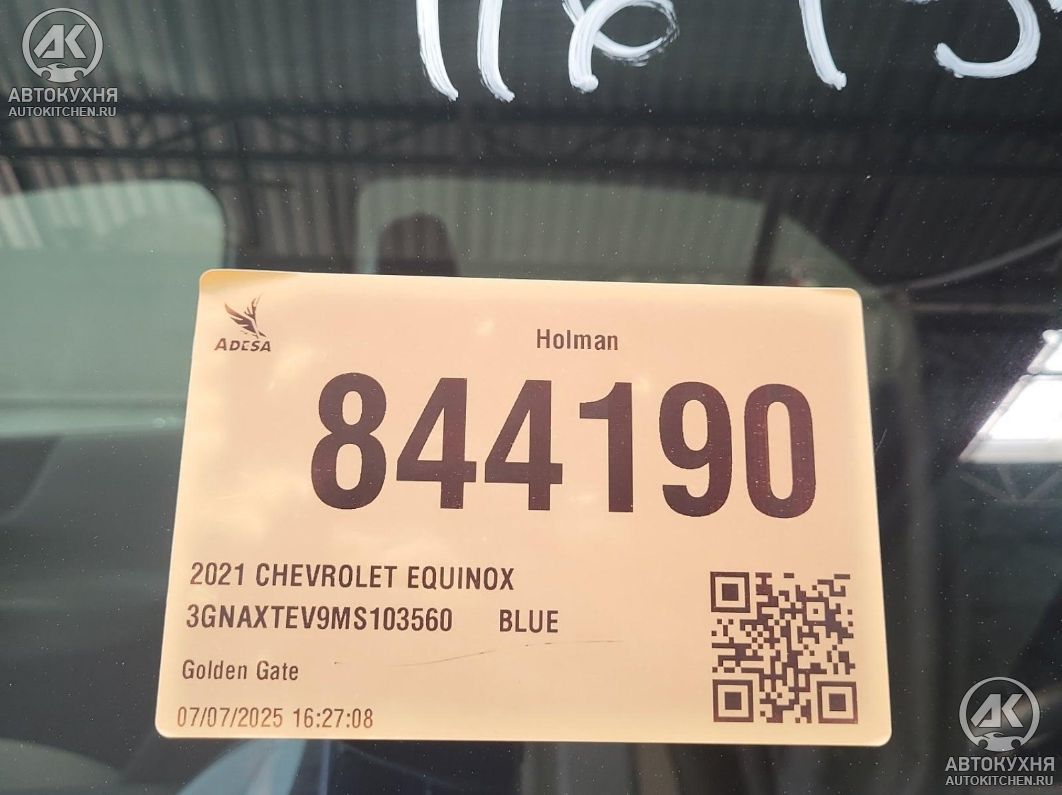 АВТОКУХНЯ
AUTOKITCHEN.RU
ADESA
Holman
844190
2021 CHEVROLET EQUINOX
3GNAXTEV9MS103560 BLUE
Golden Gate
07/07/2025 16:27:08
АВТОКУХНЯ
AUTOKITCHEN.RU